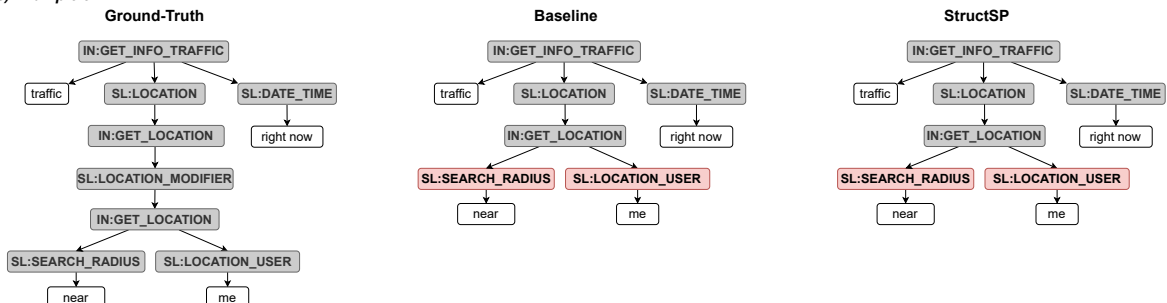 Ground-Truth
Baseline
StructSP
IN:GET_INFO_TRAFFIC
IN:GET_INFO_TRAFFIC
IN:GET_INFO_TRAFFIC
traffic
SL:LOCATION
SL:DATE_TIME
traffic
SL:LOCATION
SL:DATE_TIME
traffic
SL:LOCATION
SL:DATE_TIME
IN:GET_LOCATION
right now
IN:GET_LOCATION
right now
IN:GET_LOCATION
right now
SL:LOCATION_MODIFIER
SL:SEARCH_RADIUS
SL:LOCATION_USER
SL:SEARCH_RADIUS
SL:LOCATION_USER
IN:GET_LOCATION
near
me
near
me
SL:SEARCH_RADIUS
SL:LOCATION_USER
near
me